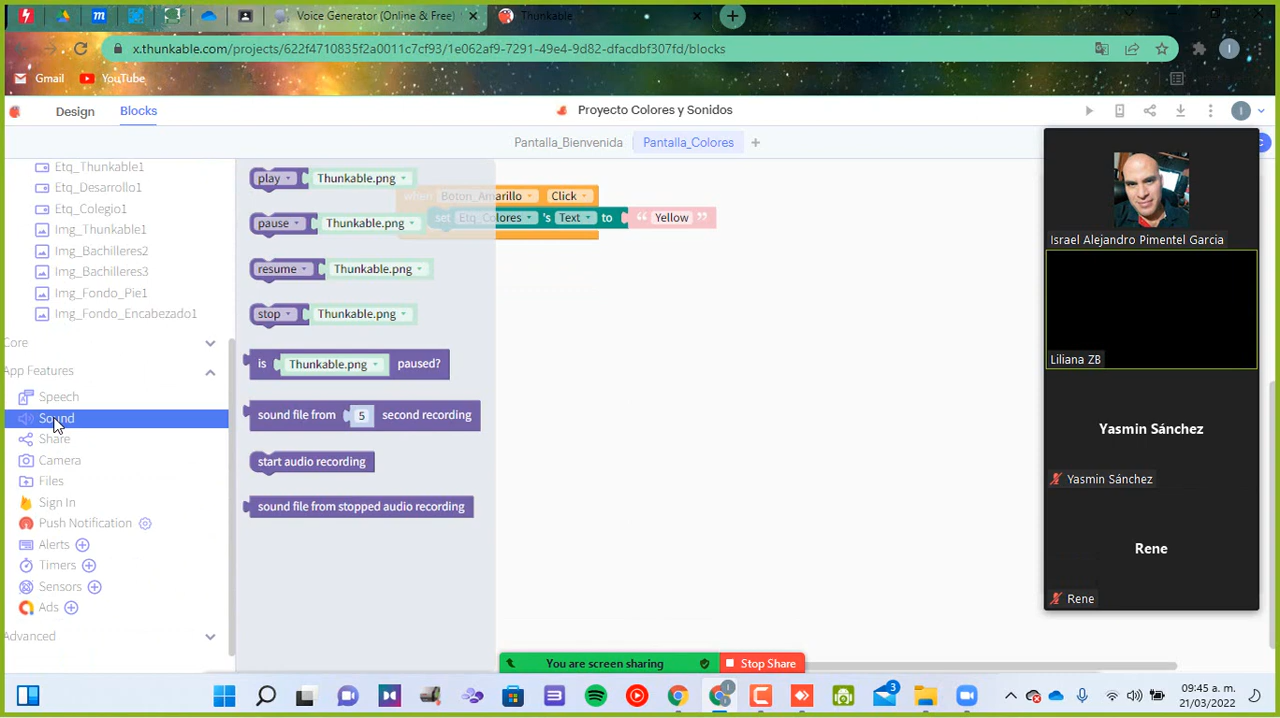 Voice Generator (Online & Free)
Thunkable
x.thunkable.com/projects/622f4710835f2a0011c7cf93/1e062af9-7291-49e4-9d82-dfacdbf307fd/blocks
Gmail
YouTube
Design
Blocks
Proyecto Colores y Sonidos
Pantalla_Bienvenida
Pantalla_Colores
Etq_Thunkable1
Etq_Desarrollo1
Etq_Colegio1
Img_Thunkable1
Img_Bachilleres2
Img_Bachilleres3
Img_Fondo_Pie1
Img_Fondo_Encabezado1
Core
App Features
Speech
Sound
Share
Camera
Files
Sign In
Push Notification
Alerts
Timers
Sensors
Ads
Advanced
play Thunkable.png
pause Thunkable.png
resume Thunkable.png
stop Thunkable.png
is Thunkable.png paused?
sound file from 5 second recording
start audio recording
sound file from stopped audio recording
when Boton_Amarillo Click
set Etq_Colores 's Text to “ Yellow ”
Israel Alejandro Pimentel Garcia
Liliana ZB
Yasmin Sánchez
Yasmin Sánchez
Rene
Rene
You are screen sharing
Stop Share
3
09:45 a. m.
21/03/2022